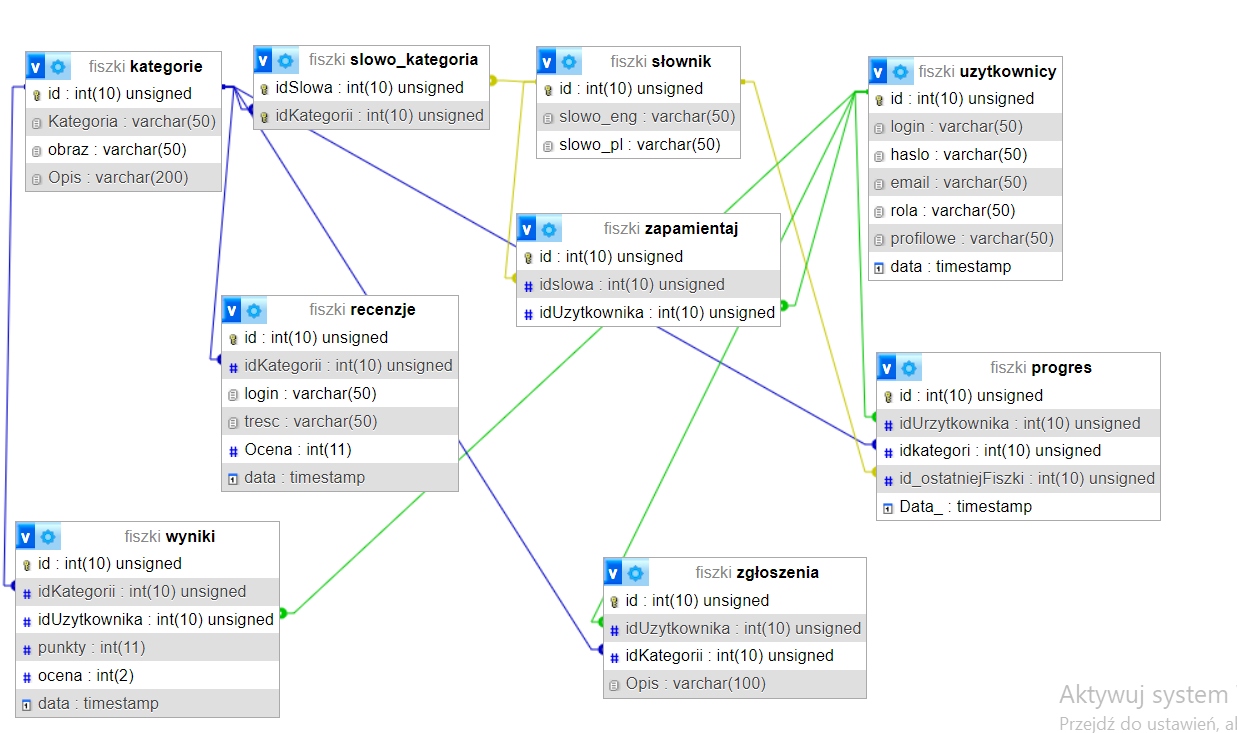 fiszki kategorie
id : int(10) unsigned
Kategoria : varchar(50)
obraz : varchar(50)
Opis : varchar(200)
fiszki slowo_kategoria
idSlowa : int(10) unsigned
idKategorii : int(10) unsigned
fiszki słownik
id : int(10) unsigned
slowo_eng : varchar(50)
slowo_pl : varchar(50)
fiszki uzytkownicy
id : int(10) unsigned
login : varchar(50)
haslo : varchar(50)
email : varchar(50)
rola : varchar(50)
profilowe : varchar(50)
data : timestamp
fiszki zapamientaj
id : int(10) unsigned
idslowa : int(10) unsigned
idUzytkownika : int(10) unsigned
fiszki recenzje
id : int(10) unsigned
idKategorii : int(10) unsigned
login : varchar(50)
tresc : varchar(50)
Ocena : int(11)
data : timestamp
fiszki progres
id : int(10) unsigned
idUrzytkownika : int(10) unsigned
idkategori : int(10) unsigned
id_ostatniejFiszki : int(10) unsigned
Data_ : timestamp
fiszki wyniki
id : int(10) unsigned
idKategorii : int(10) unsigned
idUzytkownika : int(10) unsigned
punkty : int(11)
ocena : int(2)
data : timestamp
fiszki zgłoszenia
id : int(10) unsigned
idUzytkownika : int(10) unsigned
idKategorii : int(10) unsigned
Opis : varchar(100)
Aktywuj system
Przejdź do ustawień,